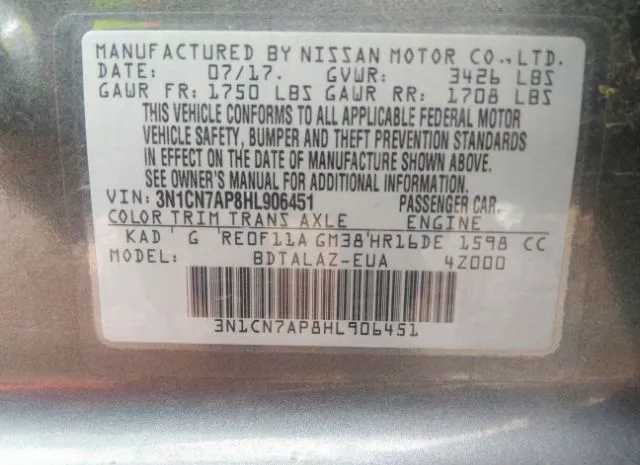 MANUFACTURED BY NISSAN MOTOR CO.,LTD.
DATE: 07/17. GVWR: 3426 LBS
GAWR FR: 1750 LBS GAWR RR: 1708 LBS
THIS VEHICLE CONFORMS TO ALL APPLICABLE FEDERAL MOTOR
VEHICLE SAFETY, BUMPER AND THEFT PREVENTION STANDARDS
IN EFFECT ON THE DATE OF MANUFACTURE SHOWN ABOVE.
SEE OWNER'S MANUAL FOR ADDITIONAL INFORMATION.
VIN: 3N1CN7AP8HL906451 PASSENGER CAR.
COLOR TRIM TRANS AXLE ENGINE
KAD ' G 'RE0F11A GM38'HR16DE 1598 CC
MODEL: BDTALAZ-EUA 4Z000
3N1CN7AP8HL906451